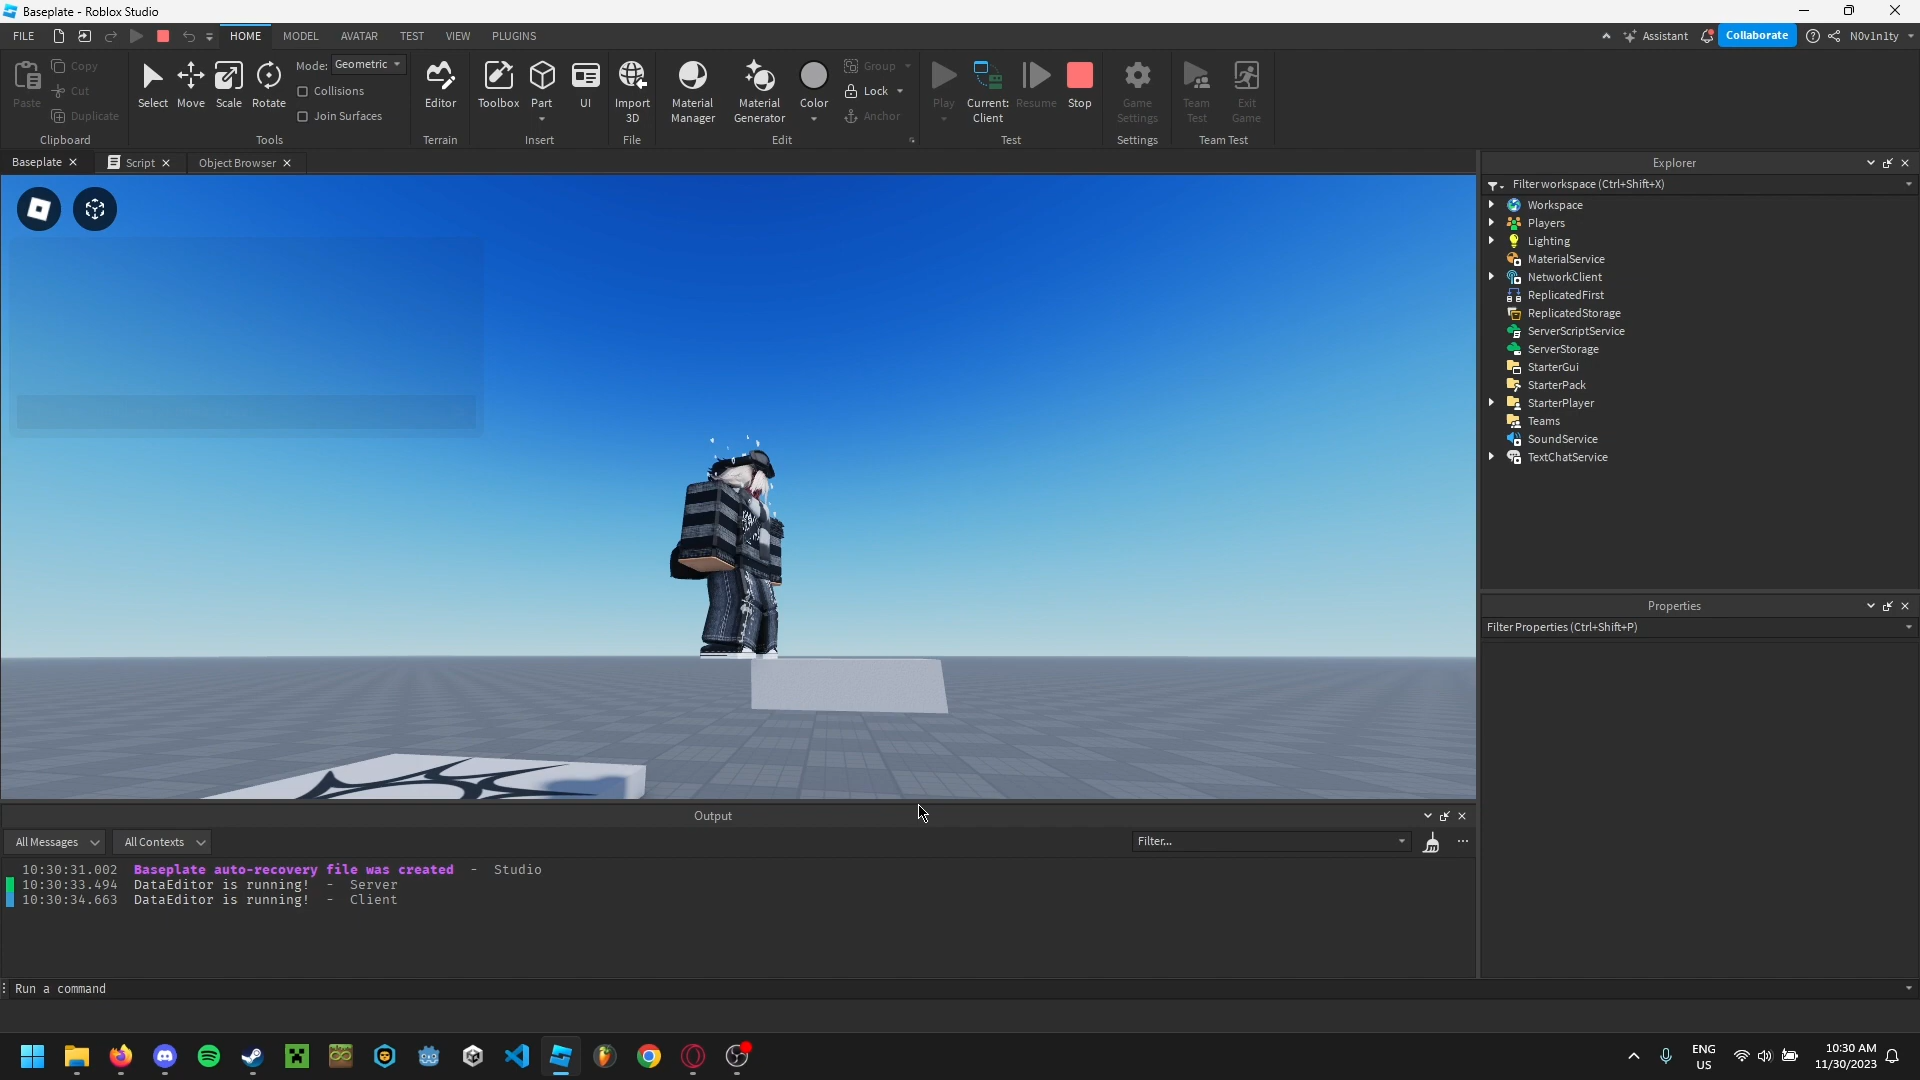 Baseplate - Roblox Studio
FILE HOME MODEL AVATAR TEST VIEW PLUGINS Assistant Collaborate N0v1n1ty
Paste
Copy
Cut
Duplicate
Clipboard
Select Move Scale Rotate
Mode: Geometric
Collisions
Join Surfaces
Tools
Editor
Terrain
Toolbox Part UI
Insert
Import
3D
File
Material
Manager
Material
Generator
Color
Group
Lock
Anchor
Edit
Play
Current:
Client
Resume
Stop
Test
Game
Settings
Settings
Team
Test
Exit
Game
Team Test
Baseplate Script Object Browser
Explorer
Filter workspace (Ctrl+Shift+X)
Workspace
Players
Lighting
MaterialService
NetworkClient
ReplicatedFirst
ReplicatedStorage
ServerScriptService
ServerStorage
StarterGui
StarterPack
StarterPlayer
Teams
SoundService
TextChatService
Properties
Filter Properties (Ctrl+Shift+P)
Output
All Messages All Contexts Filter...
10:30:31.002 Baseplate auto-recovery file was created - Studio
10:30:33.494 DataEditor is running! - Server
10:30:34.663 DataEditor is running! - Client
Run a command
ENG
US
10:30 AM
11/30/2023